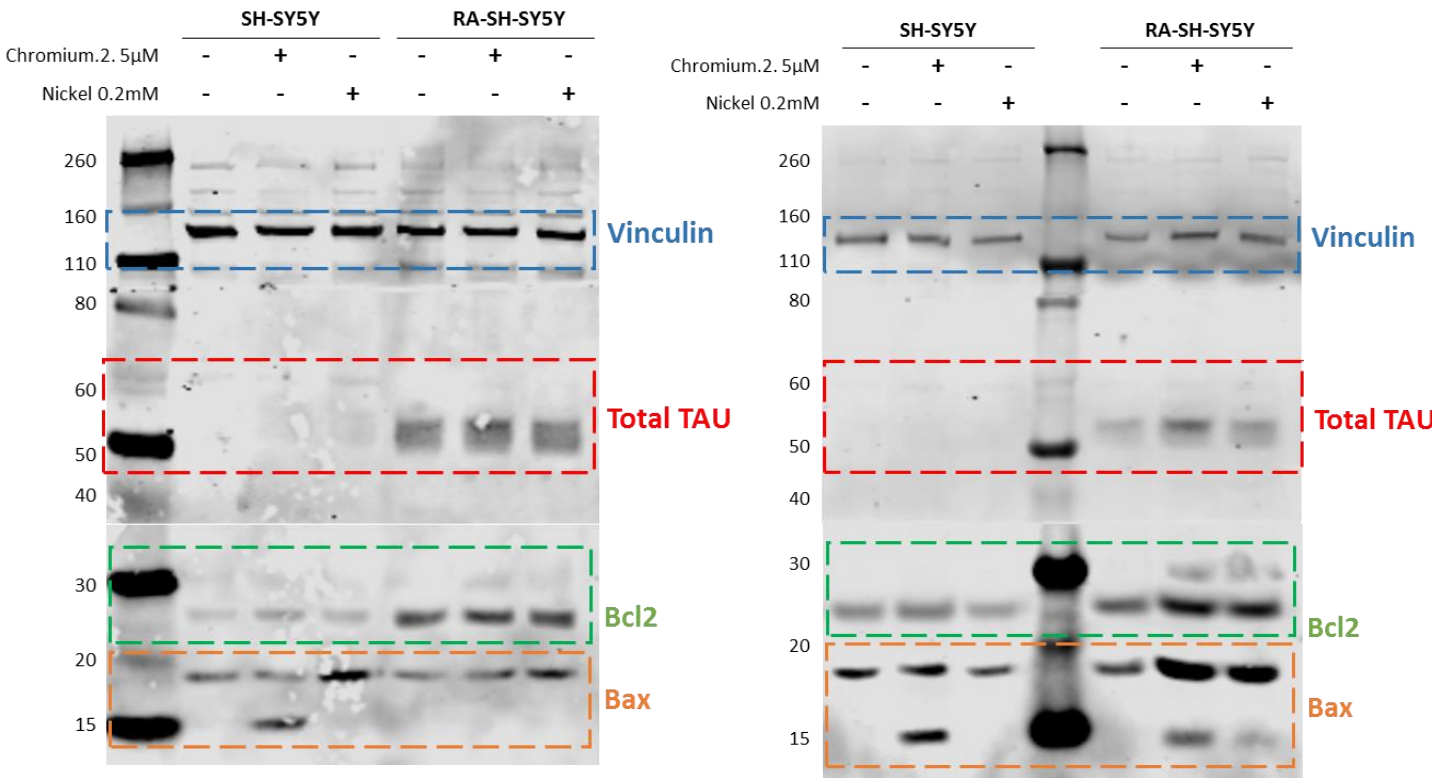 SH-SY5Y RA-SH-SY5Y
Chromium.2. 5µM - + - - + -
Nickel 0.2mM - - + - - +
260
160
Vinculin
110
80
60
Total TAU
50
40
30
Bcl2
20
Bax
15
SH-SY5Y RA-SH-SY5Y
Chromium.2. 5µM - + - - + -
Nickel 0.2mM - - + - - +
260
160
Vinculin
110
80
60
Total TAU
50
40
30
Bcl2
20
Bax
15